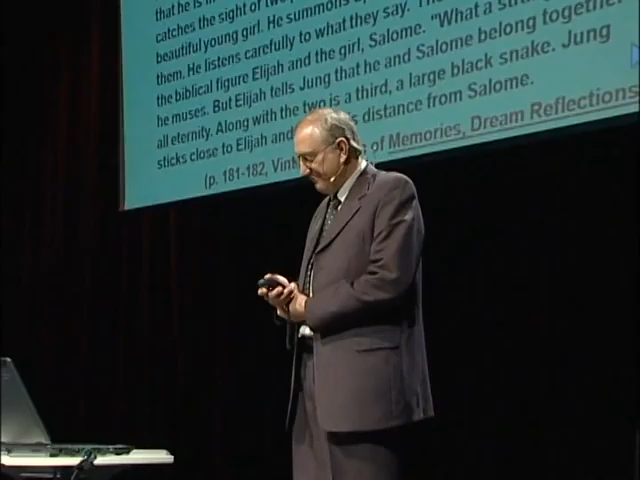 that he is in
catches the sight of two
beautiful young girl. He summons up
them. He listens carefully to what they say.
the biblical figure Elijah and the girl, Salome. "What a
he muses. But Elijah tells Jung that he and Salome belong together
all eternity. Along with the two is a third, a large black snake. Jung
sticks close to Elijah and distance from Salome.
(p. 181-182, of Memories, Dream Reflections